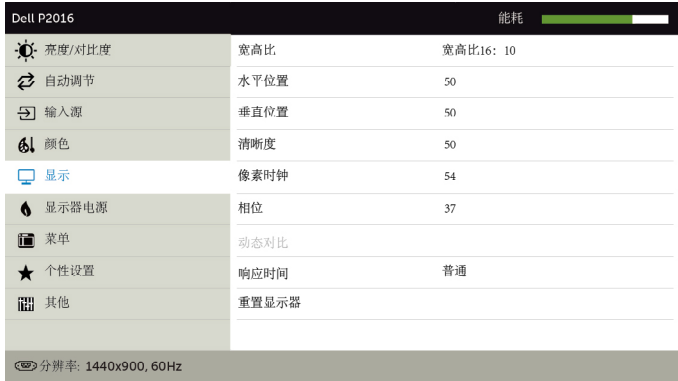 Dell P2016 能耗
亮度/对比度 宽高比 宽高比16：10
自动调节 水平位置 50
输入源 垂直位置 50
颜色 清晰度 50
显示 像素时钟 54
显示器电源 相位 37
菜单 动态对比
个性设置 响应时间 普通
其他 重置显示器
分辨率: 1440x900, 60Hz